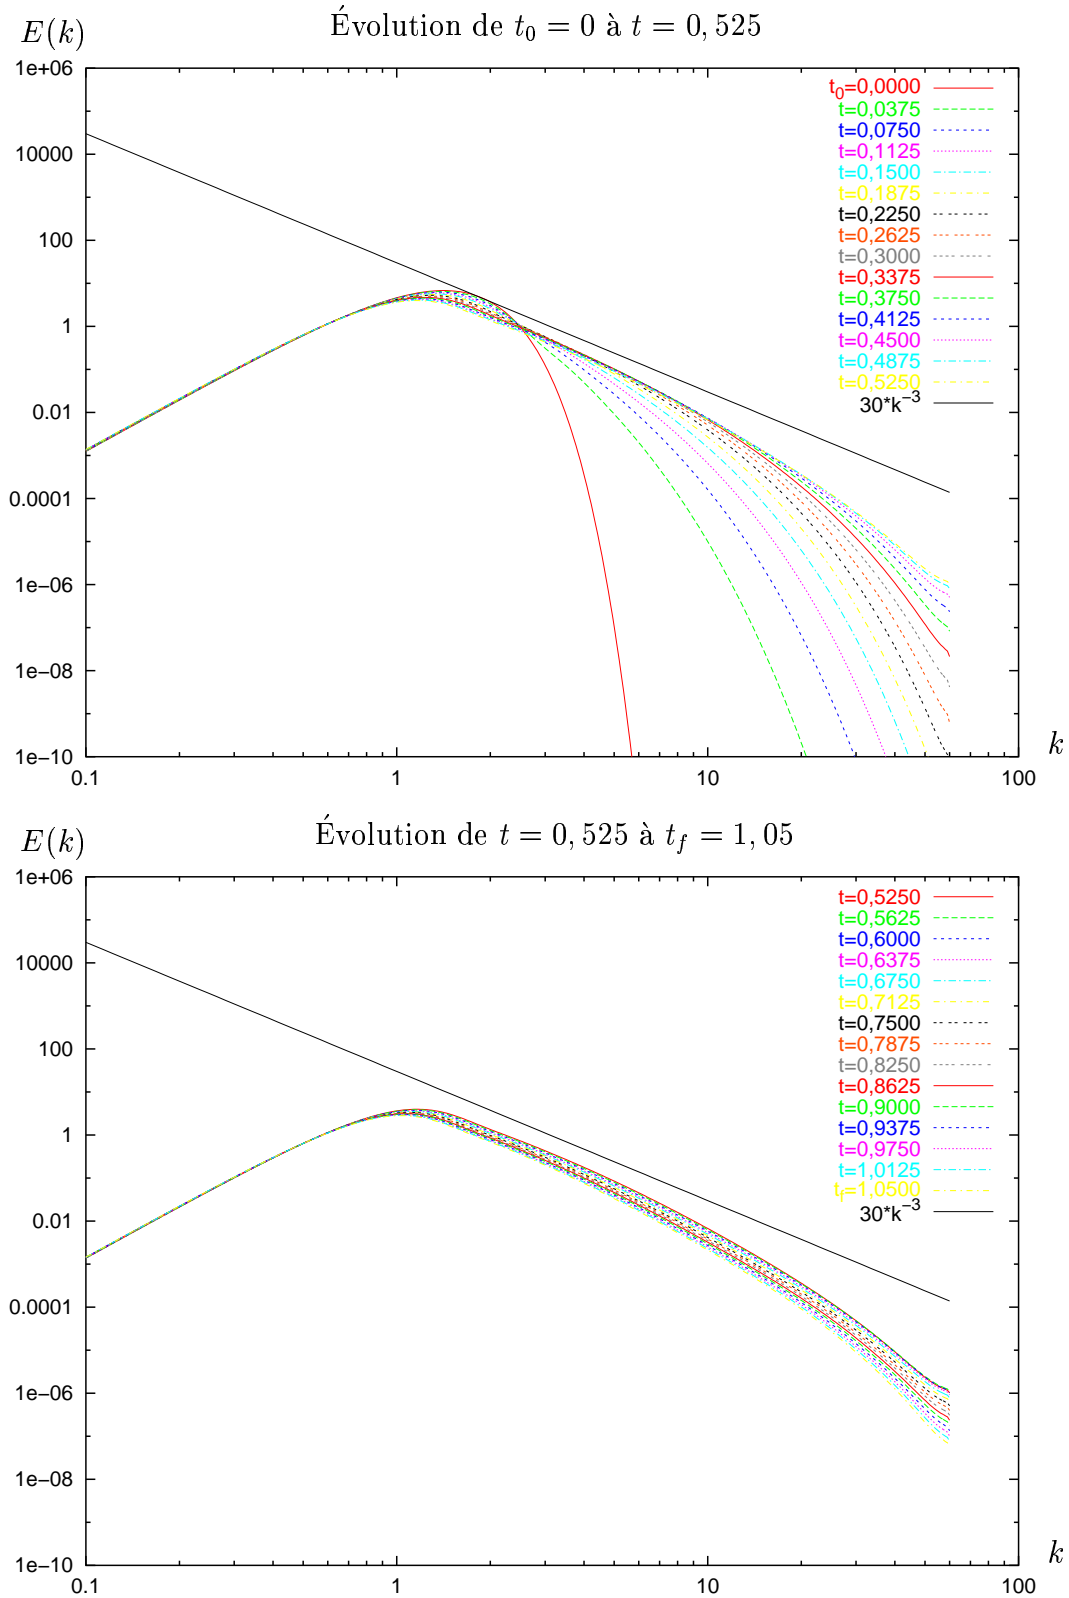 Évolution de t₀ = 0 à t = 0, 525
E(k)
1e+06
10000
100
1
0.01
0.0001
1e−06
1e−08
1e−10
0.1
1
10
100
k
t₀=0,0000
t=0,0375
t=0,0750
t=0,1125
t=0,1500
t=0,1875
t=0,2250
t=0,2625
t=0,3000
t=0,3375
t=0,3750
t=0,4125
t=0,4500
t=0,4875
t=0,5250
30*k⁻³
Évolution de t = 0, 525 à t_f = 1, 05
E(k)
1e+06
10000
100
1
0.01
0.0001
1e−06
1e−08
1e−10
0.1
1
10
100
k
t=0,5250
t=0,5625
t=0,6000
t=0,6375
t=0,6750
t=0,7125
t=0,7500
t=0,7875
t=0,8250
t=0,8625
t=0,9000
t=0,9375
t=0,9750
t=1,0125
t_f=1,0500
30*k⁻³